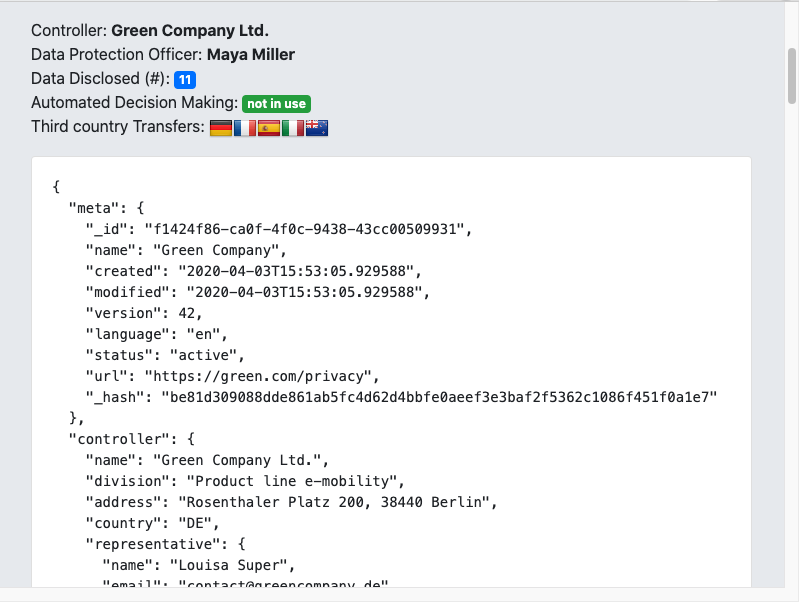 Controller: Green Company Ltd.
Data Protection Officer: Maya Miller
Data Disclosed (#): 11
Automated Decision Making: not in use
Third country Transfers:
{
  "meta": {
    "_id": "f1424f86-ca0f-4f0c-9438-43cc00509931",
    "name": "Green Company",
    "created": "2020-04-03T15:53:05.929588",
    "modified": "2020-04-03T15:53:05.929588",
    "version": 42,
    "language": "en",
    "status": "active",
    "url": "https://green.com/privacy",
    "_hash": "be81d309088dde861ab5fc4d62d4bbfe0aeef3e3baf2f5362c1086f451f0a1e7"
  },
  "controller": {
    "name": "Green Company Ltd.",
    "division": "Product line e-mobility",
    "address": "Rosenthaler Platz 200, 38440 Berlin",
    "country": "DE",
    "representative": {
      "name": "Louisa Super",
      "email": "contact@greencompany.de"